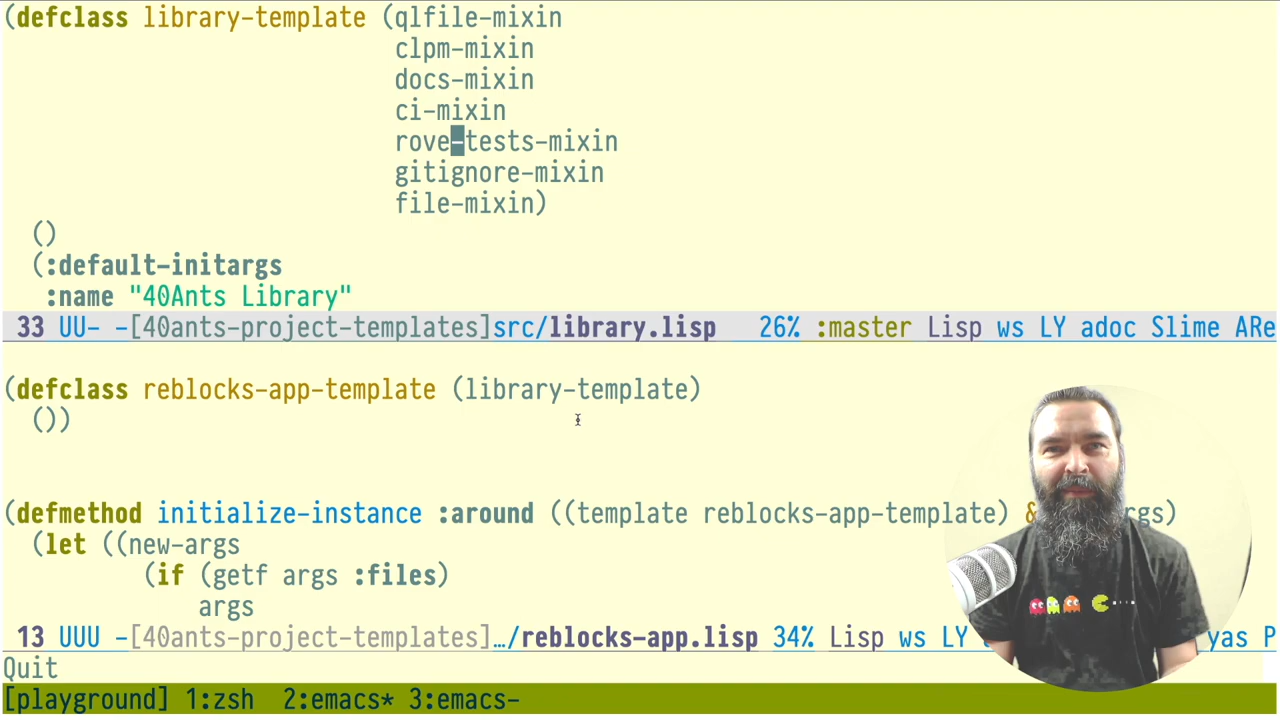 (defclass library-template (qlfile-mixin
clpm-mixin
docs-mixin
ci-mixin
rove-tests-mixin
gitignore-mixin
file-mixin)
()
(:default-initargs
:name "40Ants Library"
33 UU- -[40ants-project-templates]src/library.lisp 26% :master Lisp ws LY adoc Slime ARe
(defclass reblocks-app-template (library-template)
())
(defmethod initialize-instance :around ((template reblocks-app-template) & gs)
(let ((new-args
(if (getf args :files)
args
13 UUU -[40ants-project-templates]…/reblocks-app.lisp 34% Lisp ws LY yas P
Quit
[playground] 1:zsh 2:emacs* 3:emacs-